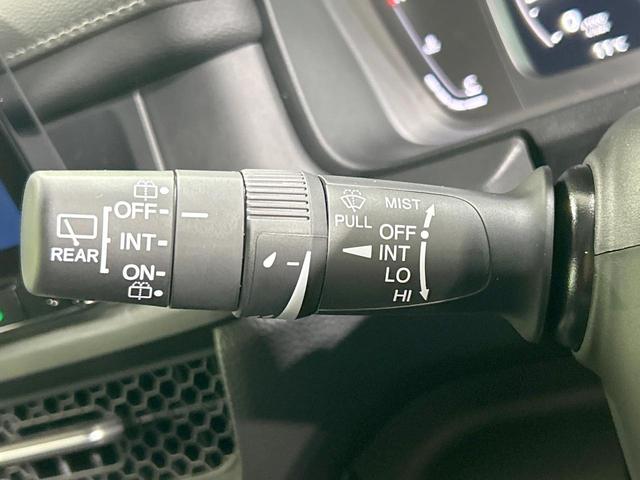 OFF
INT
ON
REAR
PULL
MIST
OFF
INT
LO
HI